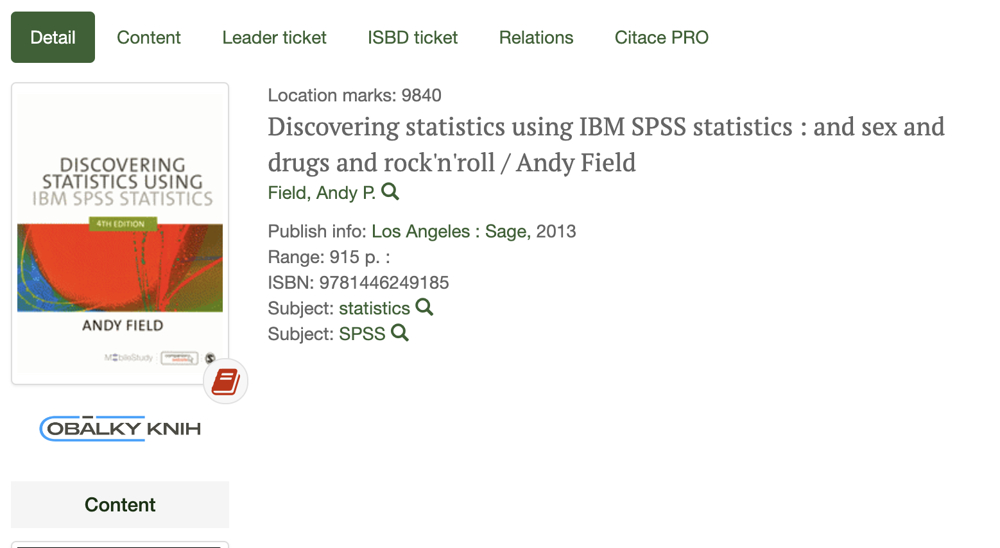 Detail
Content
Leader ticket
ISBD ticket
Relations
Citace PRO
Location marks: 9840
Discovering statistics using IBM SPSS statistics : and sex and
drugs and rock'n'roll / Andy Field
Field, Andy P.
Publish info: Los Angeles : Sage, 2013
Range: 915 p. :
ISBN: 9781446249185
Subject: statistics
Subject: SPSS
DISCOVERING
STATISTICS USING
IBM SPSS STATISTICS
4TH EDITION
ANDY FIELD
MobileStudy
OBĀLKY KNIH
Content